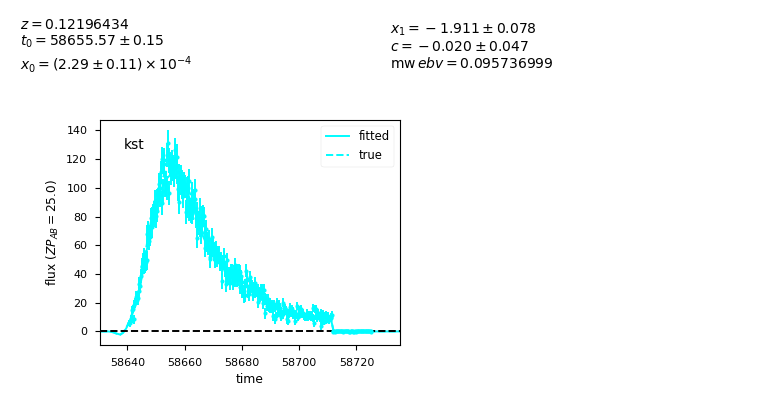 z = 0.12196434
t₀ = 58655.57 ± 0.15
x₀ = (2.29 ± 0.11) × 10⁻⁴
x₁ = −1.911 ± 0.078
c = −0.020 ± 0.047
mw ebv = 0.095736999
kst
fitted
true
flux (ZP_AB = 25.0)
140
120
100
80
60
40
20
0
58640 58660 58680 58700 58720
time